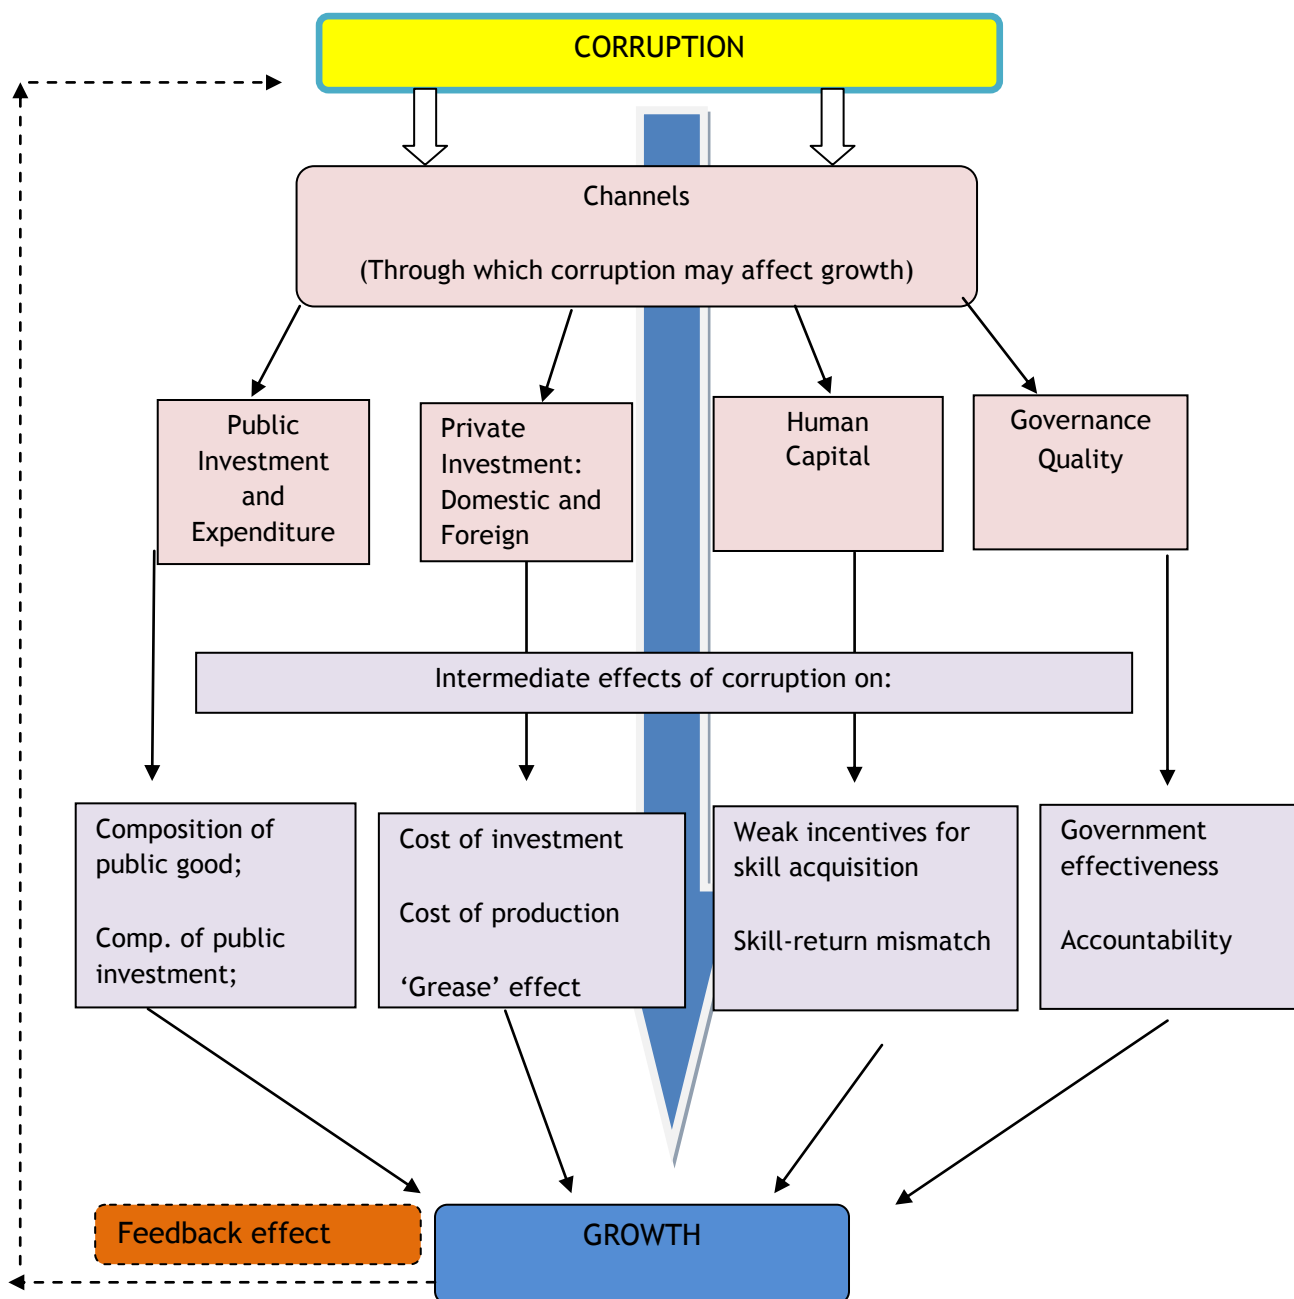 CORRUPTION
Channels
(Through which corruption may affect growth)
Public
Investment
and
Expenditure
Private
Investment:
Domestic and
Foreign
Human
Capital
Governance
Quality
Intermediate effects of corruption on:
Composition of
public good;
Comp. of public
investment;
Cost of investment
Cost of production
‘Grease’ effect
Weak incentives for
skill acquisition
Skill-return mismatch
Government
effectiveness
Accountability
Feedback effect
GROWTH